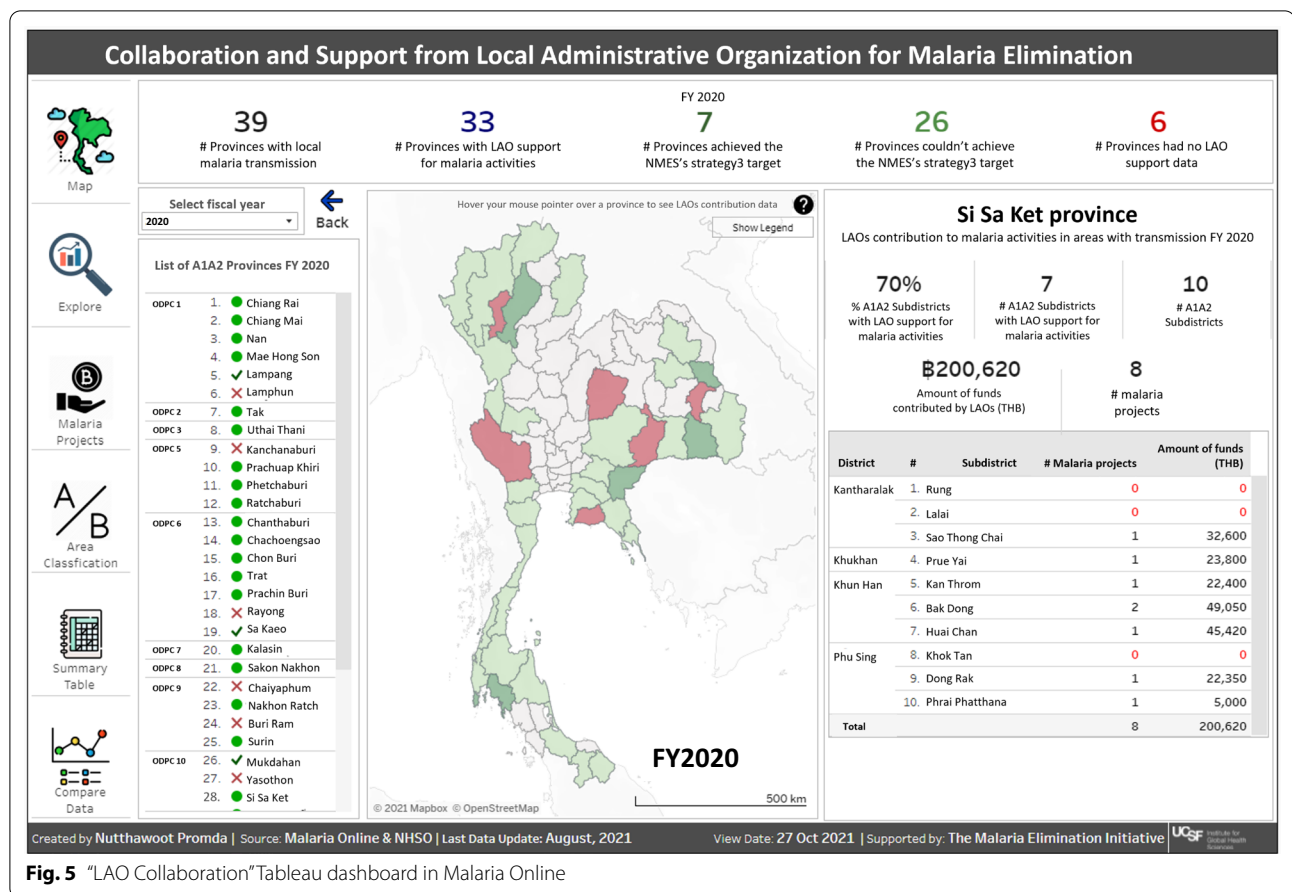 Collaboration and Support from Local Administrative Organization for Malaria Elimination
Map
Explore
Malaria
Projects
A/B
Area
Classfication
Summary
Table
Compare
Data
FY 2020
39
# Provinces with local
malaria transmission
33
# Provinces with LAO support
for malaria activities
7
# Provinces achieved the
NMES's strategy3 target
26
# Provinces couldn't achieve
the NMES's strategy3 target
6
# Provinces had no LAO
support data
Select fiscal year
2020
Back
List of A1A2 Provinces FY 2020
ODPC 1 1. Chiang Rai
2. Chiang Mai
3. Nan
4. Mae Hong Son
5. Lampang
6. Lamphun
ODPC 2 7. Tak
ODPC 3 8. Uthai Thani
ODPC 5 9. Kanchanaburi
10. Prachuap Khiri
11. Phetchaburi
12. Ratchaburi
ODPC 6 13. Chanthaburi
14. Chachoengsao
15. Chon Buri
16. Trat
17. Prachin Buri
18. Rayong
19. Sa Kaeo
ODPC 7 20. Kalasin
ODPC 8 21. Sakon Nakhon
ODPC 9 22. Chaiyaphum
23. Nakhon Ratch
24. Buri Ram
25. Surin
ODPC 10 26. Mukdahan
27. Yasothon
28. Si Sa Ket
Hover your mouse pointer over a province to see LAOs contribution data
?
Show Legend
FY2020
500 km
© 2021 Mapbox © OpenStreetMap
Si Sa Ket province
LAOs contribution to malaria activities in areas with transmission FY 2020
70%
% A1A2 Subdistricts
with LAO support for
malaria activities
7
# A1A2 Subdistricts
with LAO support for
malaria activities
10
# A1A2
Subdistricts
฿200,620
Amount of funds
contributed by LAOs (THB)
8
# malaria
projects
District # Subdistrict # Malaria projects Amount of funds
(THB)
Kantharalak 1. Rung 0 0
2. Lalai 0 0
3. Sao Thong Chai 1 32,600
Khukhan 4. Prue Yai 1 23,800
Khun Han 5. Kan Throm 1 22,400
6. Bak Dong 2 49,050
7. Huai Chan 1 45,420
Phu Sing 8. Khok Tan 0 0
9. Dong Rak 1 22,350
10. Phrai Phatthana 1 5,000
Total 8 200,620
Created by Nutthawoot Promda | Source: Malaria Online & NHSO | Last Data Update: August, 2021 View Date: 27 Oct 2021 | Supported by: The Malaria Elimination Initiative
UCSF Institute for
Global Health
Sciences
Fig. 5 "LAO Collaboration" Tableau dashboard in Malaria Online